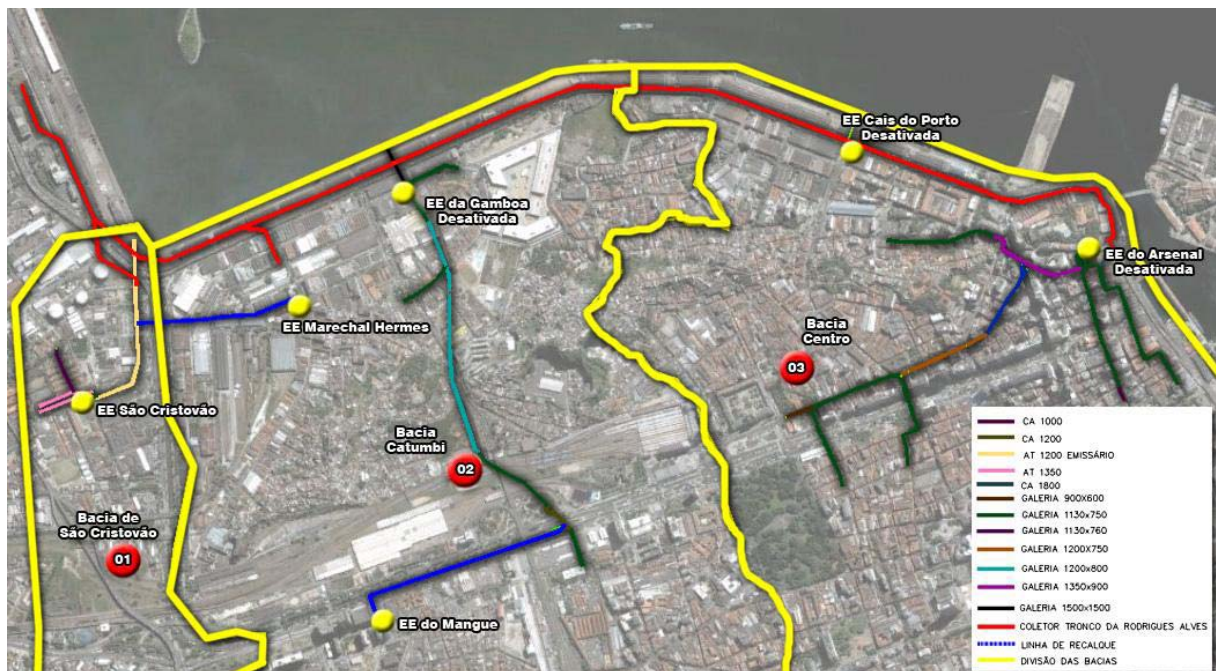 EE Cais do Porto
Desativada
EE da Gamboa
Desativada
EE do Arsenal
Desativada
EE Marechal Hermes
Bacia
Centro
03
EE São Cristovão
Bacia
Catumbi
02
Bacia de
São Cristovão
01
EE do Mangue
CA 1000
CA 1200
AT 1200 EMISSÁRIO
AT 1350
CA 1800
GALERIA 900X600
GALERIA 1130x750
GALERIA 1130x760
GALERIA 1200X750
GALERIA 1200x800
GALERIA 1350x900
GALERIA 1500x1500
COLETOR TRONCO DA RODRIGUES ALVES
LINHA DE RECALQUE
DIVISÃO DAS BACIAS